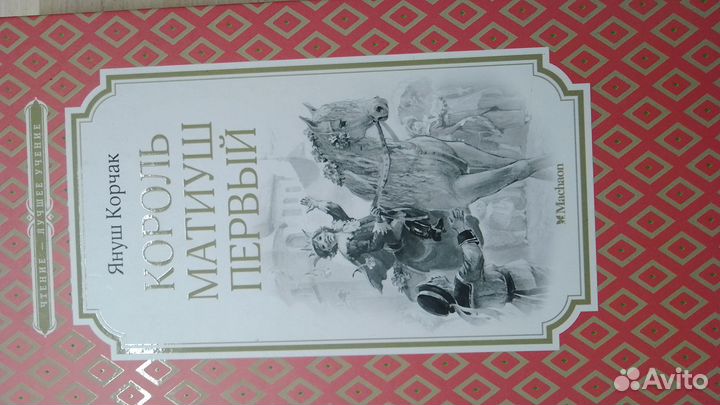 ЧТЕНИЕ – ЛУЧШЕЕ УЧЕНИЕ
Януш Корчак
КОРОЛЬ
МАТИУШ
ПЕРВЫЙ
Machaon
Avito